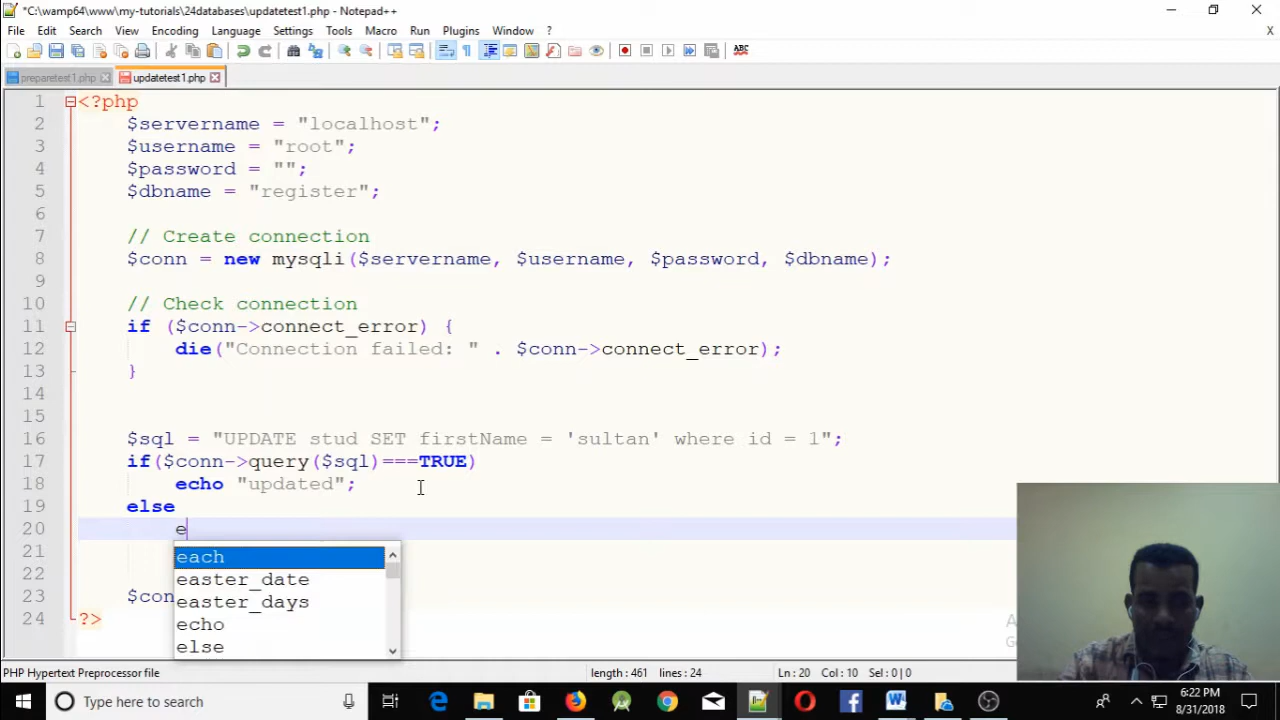 *C:\wamp64\www\my-tutorials\24databases\updatetest1.php - Notepad++
File Edit Search View Encoding Language Settings Tools Macro Run Plugins Window ? X
preparetest1.php updatetest1.php
1 <?php
2 $servername = "localhost";
3 $username = "root";
4 $password = "";
5 $dbname = "register";
6
7 // Create connection
8 $conn = new mysqli($servername, $username, $password, $dbname);
9
10 // Check connection
11 if ($conn->connect_error) {
12 die("Connection failed: " . $conn->connect_error);
13 }
14
15
16 $sql = "UPDATE stud SET firstName = 'sultan' where id = 1";
17 if($conn->query($sql)===TRUE)
18 echo "updated";
19 else
20 e
each
21
easter_date
22
easter_days
23 $con
echo
24 ?>
else
PHP Hypertext Preprocessor file length : 461 lines : 24 Ln : 20 Col : 10 Sel : 0 | 0
Type here to search
6:22 PM
8/31/2018